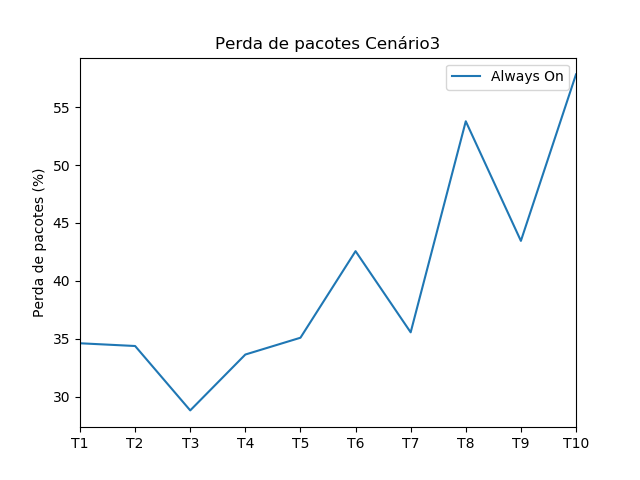 Perda de pacotes Cenário3
Always On
Perda de pacotes (%)
55
50
45
40
35
30
T1 T2 T3 T4 T5 T6 T7 T8 T9 T10